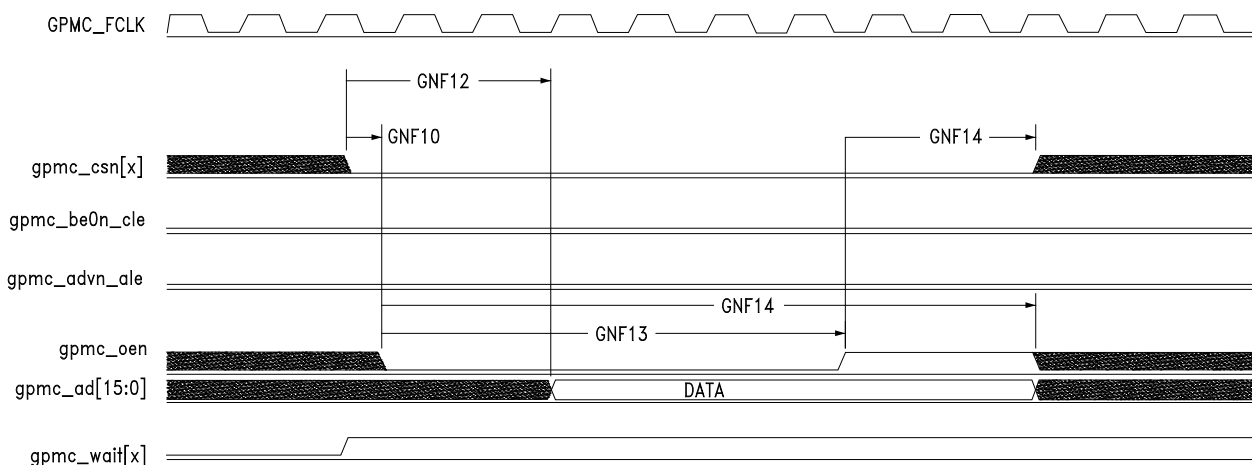 GPMC_FCLK
GNF12
GNF10
GNF14
gpmc_csn[x]
gpmc_be0n_cle
gpmc_advn_ale
GNF14
GNF13
gpmc_oen
gpmc_ad[15:0]
DATA
gpmc_wait[x]